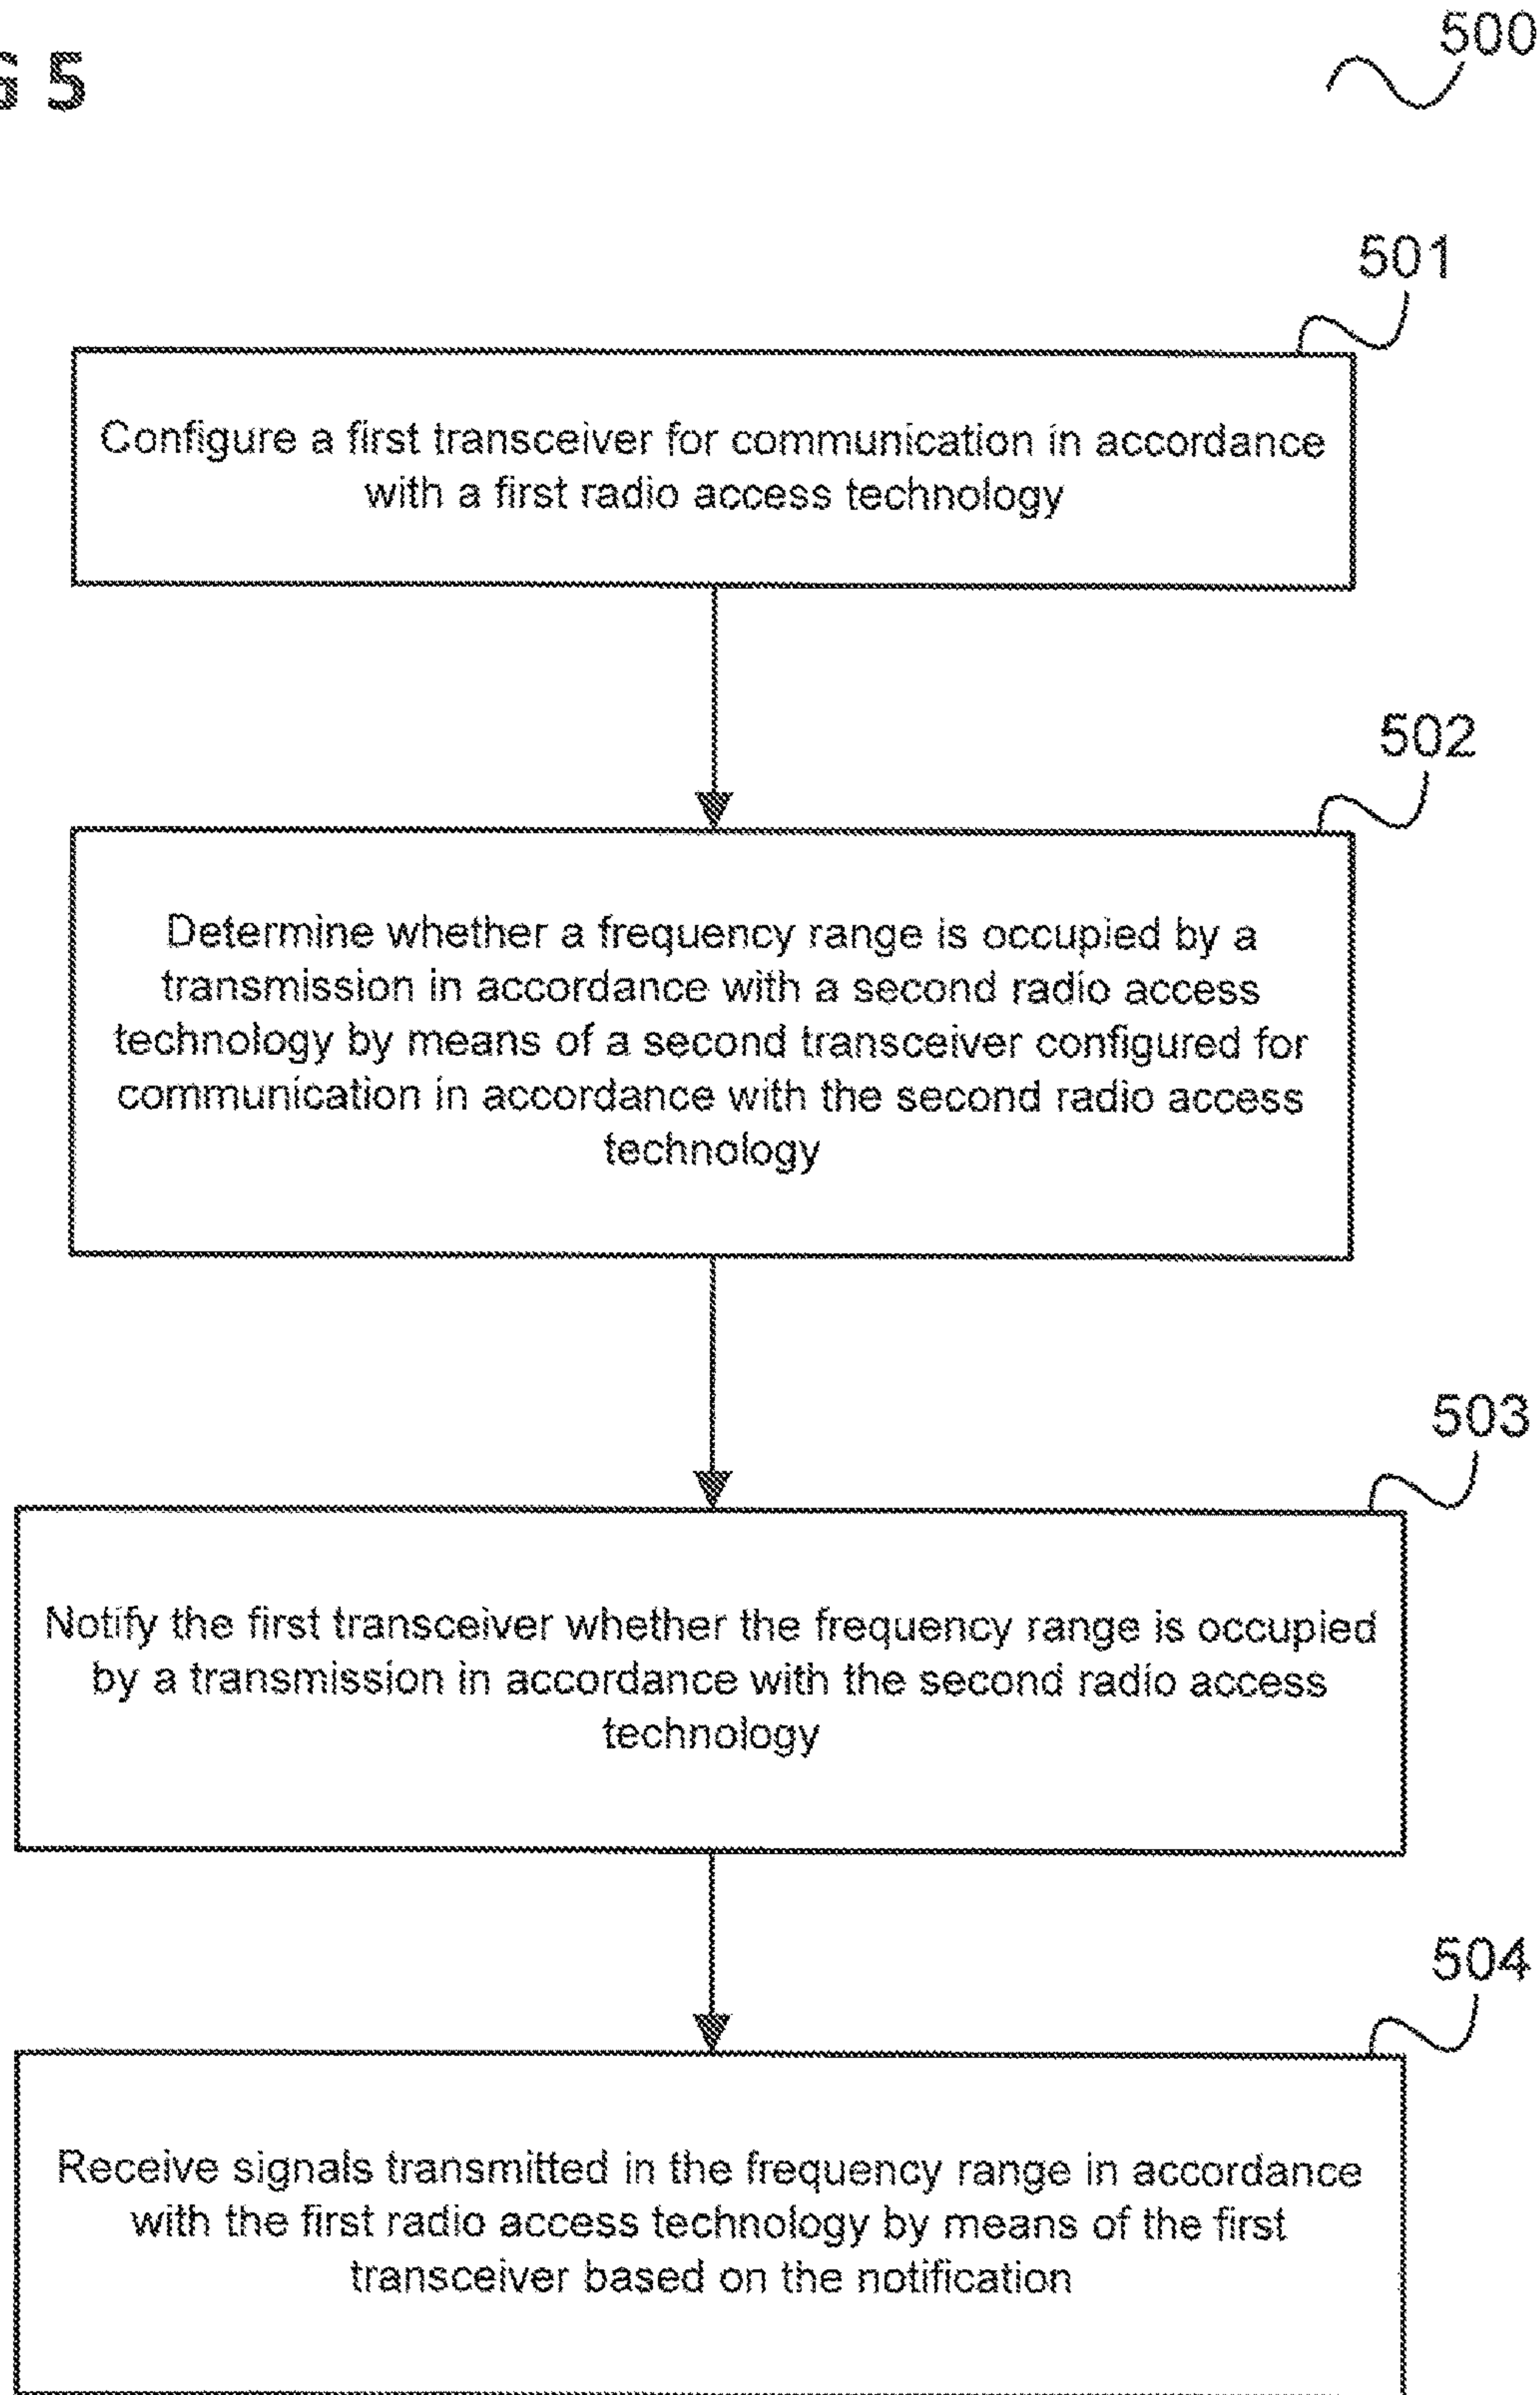 G 5
500
501
Configure a first transceiver for communication in accordance
with a first radio access technology
502
Determine whether a frequency range is occupied by a
transmission in accordance with a second radio access
technology by means of a second transceiver configured for
communication in accordance with the second radio access
technology
503
Notify the first transceiver whether the frequency range is occupied
by a transmission in accordance with the second radio access
technology
504
Receive signals transmitted in the frequency range in accordance
with the first radio access technology by means of the first
transceiver based on the notification